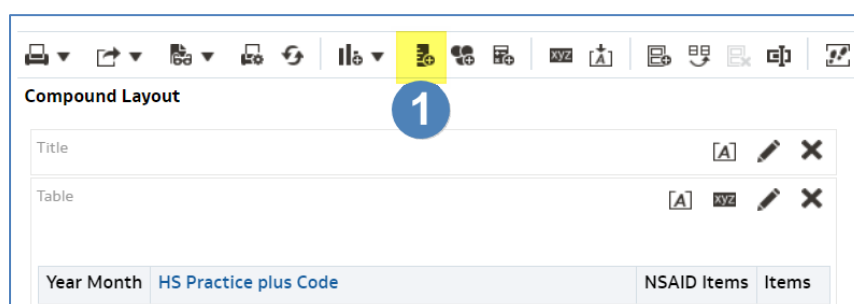 xyz A
Compound Layout
1
Title [A]
Table [A] xyz
Year Month HS Practice plus Code NSAID Items Items